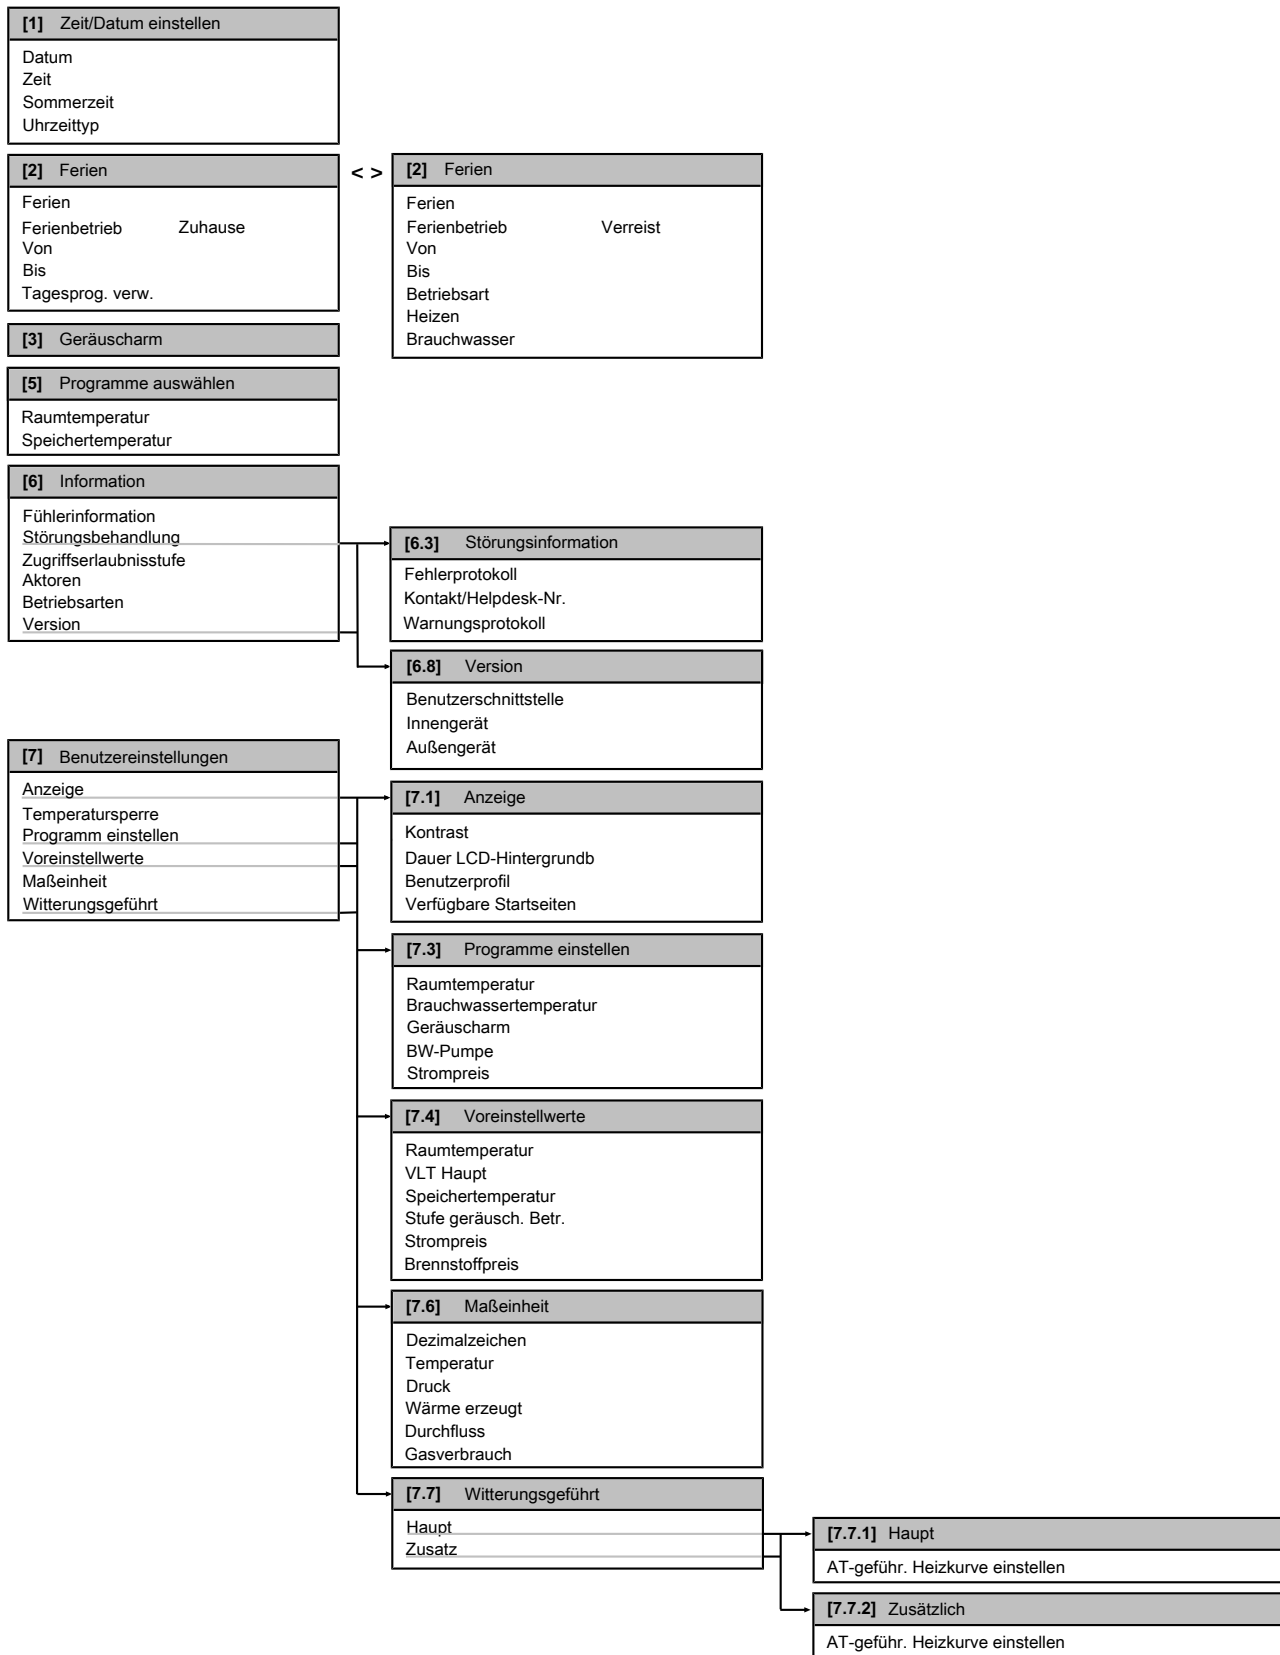 [1] Zeit/Datum einstellen
Datum
Zeit
Sommerzeit
Uhrzeittyp
[2] Ferien
Ferien
Ferienbetrieb Zuhause
Von
Bis
Tagesprog. verw.
< >
[2] Ferien
Ferien
Ferienbetrieb Verreist
Von
Bis
Betriebsart
Heizen
Brauchwasser
[3] Geräuscharm
[5] Programme auswählen
Raumtemperatur
Speichertemperatur
[6] Information
Fühlerinformation
Störungsbehandlung
Zugriffserlaubnisstufe
Aktoren
Betriebsarten
Version
[6.3] Störungsinformation
Fehlerprotokoll
Kontakt/Helpdesk-Nr.
Warnungsprotokoll
[6.8] Version
Benutzerschnittstelle
Innengerät
Außengerät
[7] Benutzereinstellungen
Anzeige
Temperatursperre
Programm einstellen
Voreinstellwerte
Maßeinheit
Witterungsgeführt
[7.1] Anzeige
Kontrast
Dauer LCD-Hintergrundb
Benutzerprofil
Verfügbare Startseiten
[7.3] Programme einstellen
Raumtemperatur
Brauchwassertemperatur
Geräuscharm
BW-Pumpe
Strompreis
[7.4] Voreinstellwerte
Raumtemperatur
VLT Haupt
Speichertemperatur
Stufe geräusch. Betr.
Strompreis
Brennstoffpreis
[7.6] Maßeinheit
Dezimalzeichen
Temperatur
Druck
Wärme erzeugt
Durchfluss
Gasverbrauch
[7.7] Witterungsgeführt
Haupt
Zusatz
[7.7.1] Haupt
AT-geführ. Heizkurve einstellen
[7.7.2] Zusätzlich
AT-geführ. Heizkurve einstellen